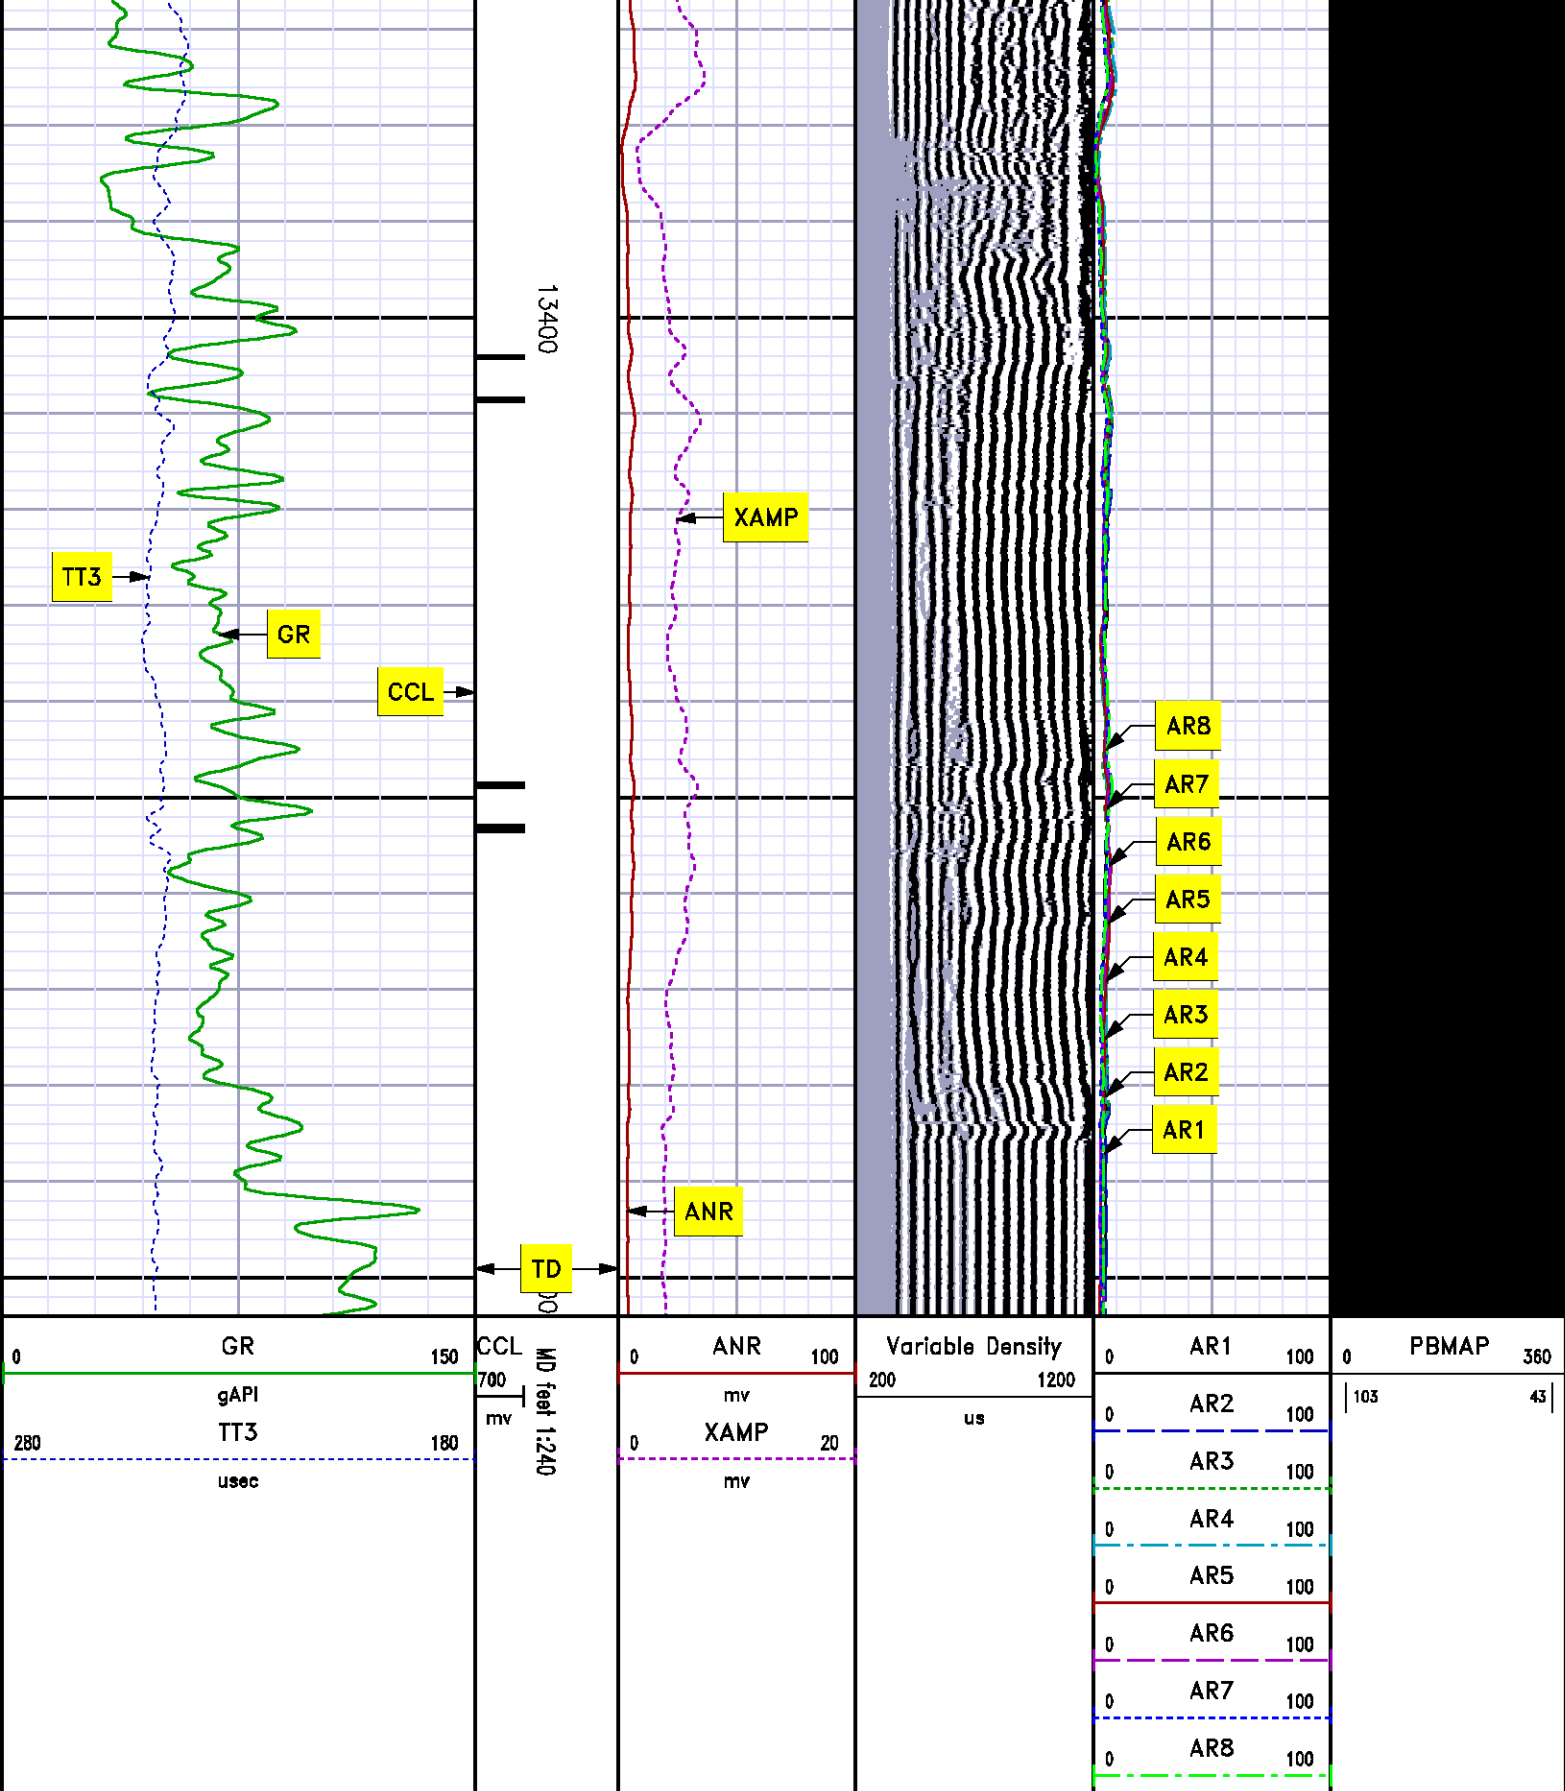 13400
XAMP
TT3
GR
CCL
AR8
AR7
AR6
AR5
AR4
AR3
AR2
AR1
ANR
TD
00
0 GR 150
gAPI
280 TT3 180
usec
CCL
700
mv
MD feet 1:240
0 ANR 100
mv
0 XAMP 20
mv
Variable Density
200 1200
us
0 AR1 100
0 AR2 100
0 AR3 100
0 AR4 100
0 AR5 100
0 AR6 100
0 AR7 100
0 AR8 100
0 PBMAP 360
103 43